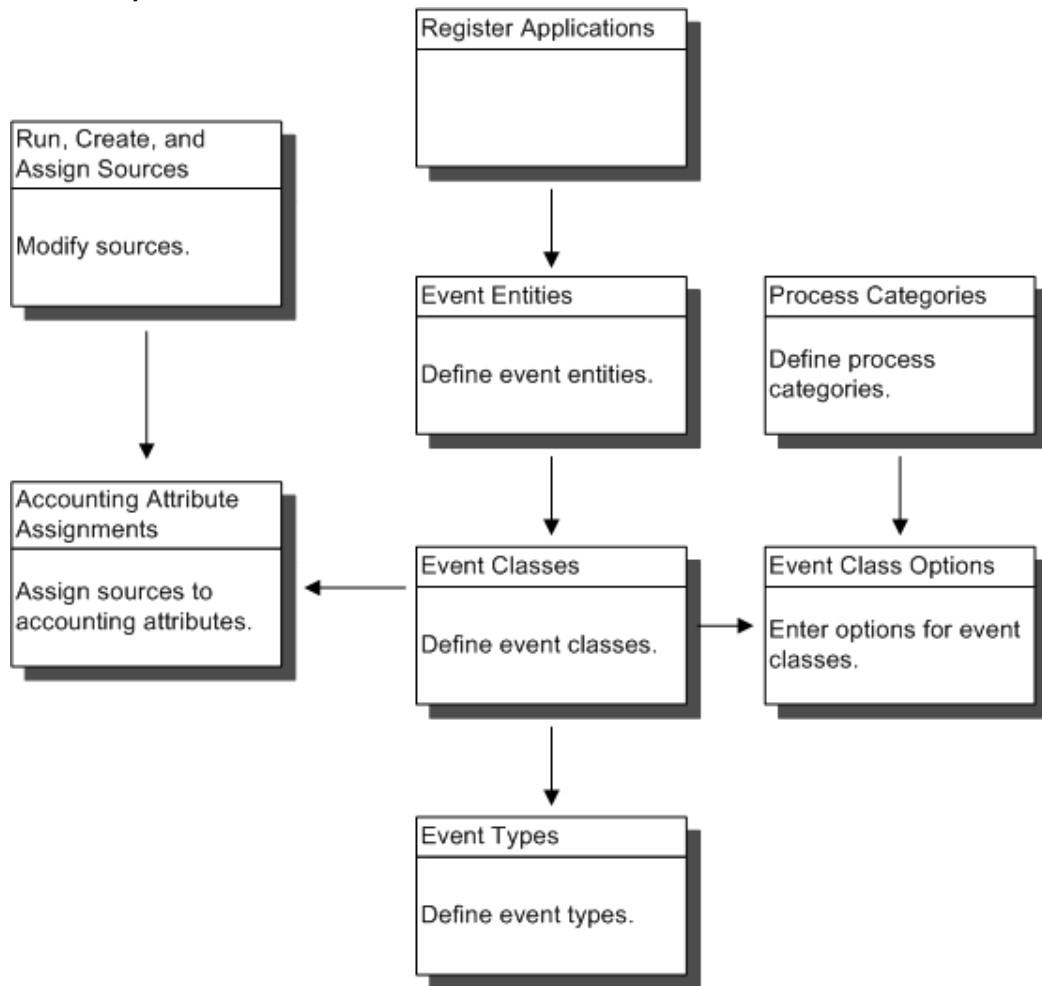 Register Applications
Run, Create, and
Assign Sources
Modify sources.
Event Entities
Define event entities.
Process Categories
Define process
categories.
Accounting Attribute
Assignments
Assign sources to
accounting attributes.
Event Classes
Define event classes.
Event Class Options
Enter options for event
classes.
Event Types
Define event types.